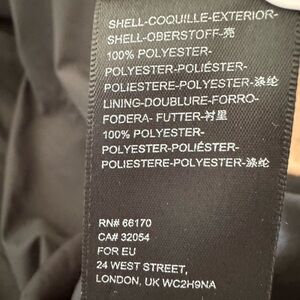 SHELL-COQUILLE-EXTERIOR-
SHELL-OBERSTOFF-壳
100% POLYESTER-
POLYESTER-POLIÉSTER-
POLIESTERE-POLYESTER-涤纶
LINING-DOUBLURE-FORRO-
FODERA- FUTTER-衬里
100% POLYESTER-
POLYESTER-POLIÉSTER-
POLIESTERE-POLYESTER-涤纶
RN# 66170
CA# 32054
FOR EU
24 WEST STREET,
LONDON, UK WC2H9NA